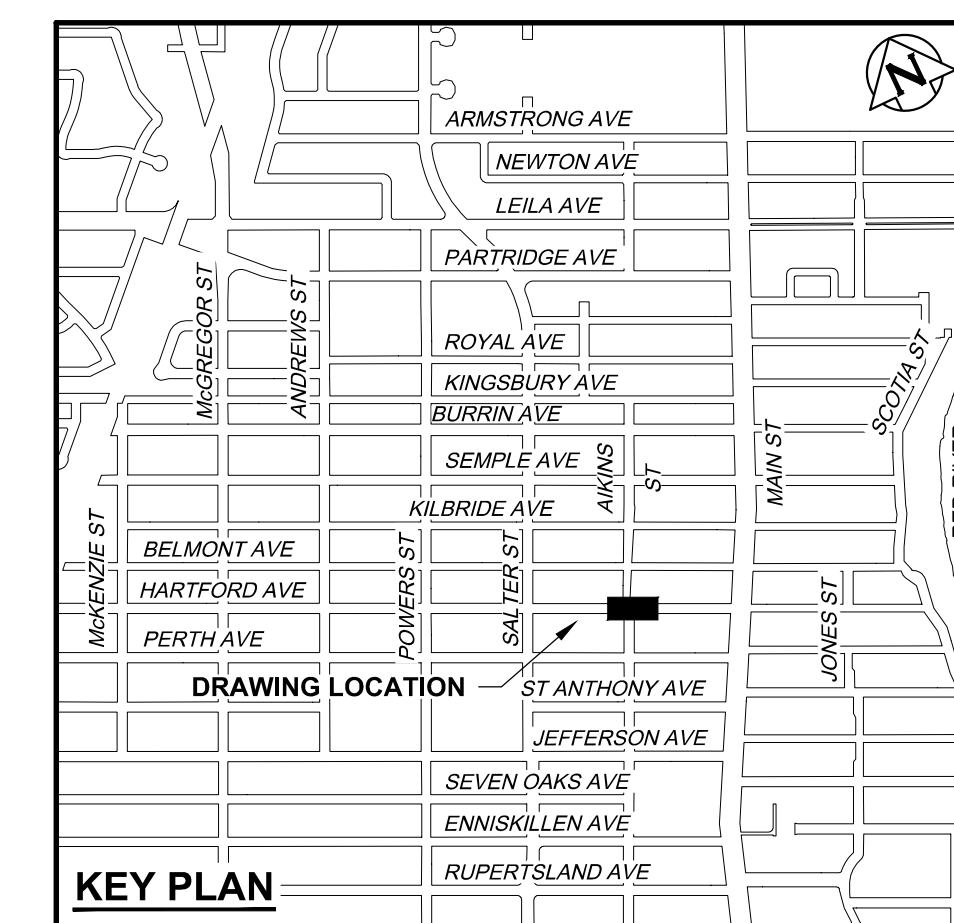 N
ARMSTRONG AVE
NEWTON AVE
LEILA AVE
PARTRIDGE AVE
McGREGOR ST
ANDREWS ST
ROYAL AVE
KINGSBURY AVE
BURRIN AVE
SCOTIA ST
SEMPLE AVE
AIKINS
ST
MAIN ST
KILBRIDE AVE
McKENZIE ST
BELMONT AVE
POWERS ST
SALTER ST
HARTFORD AVE
JONES ST
PERTH AVE
DRAWING LOCATION
ST ANTHONY AVE
JEFFERSON AVE
SEVEN OAKS AVE
ENNISKILLEN AVE
RUPERTSLAND AVE
KEY PLAN